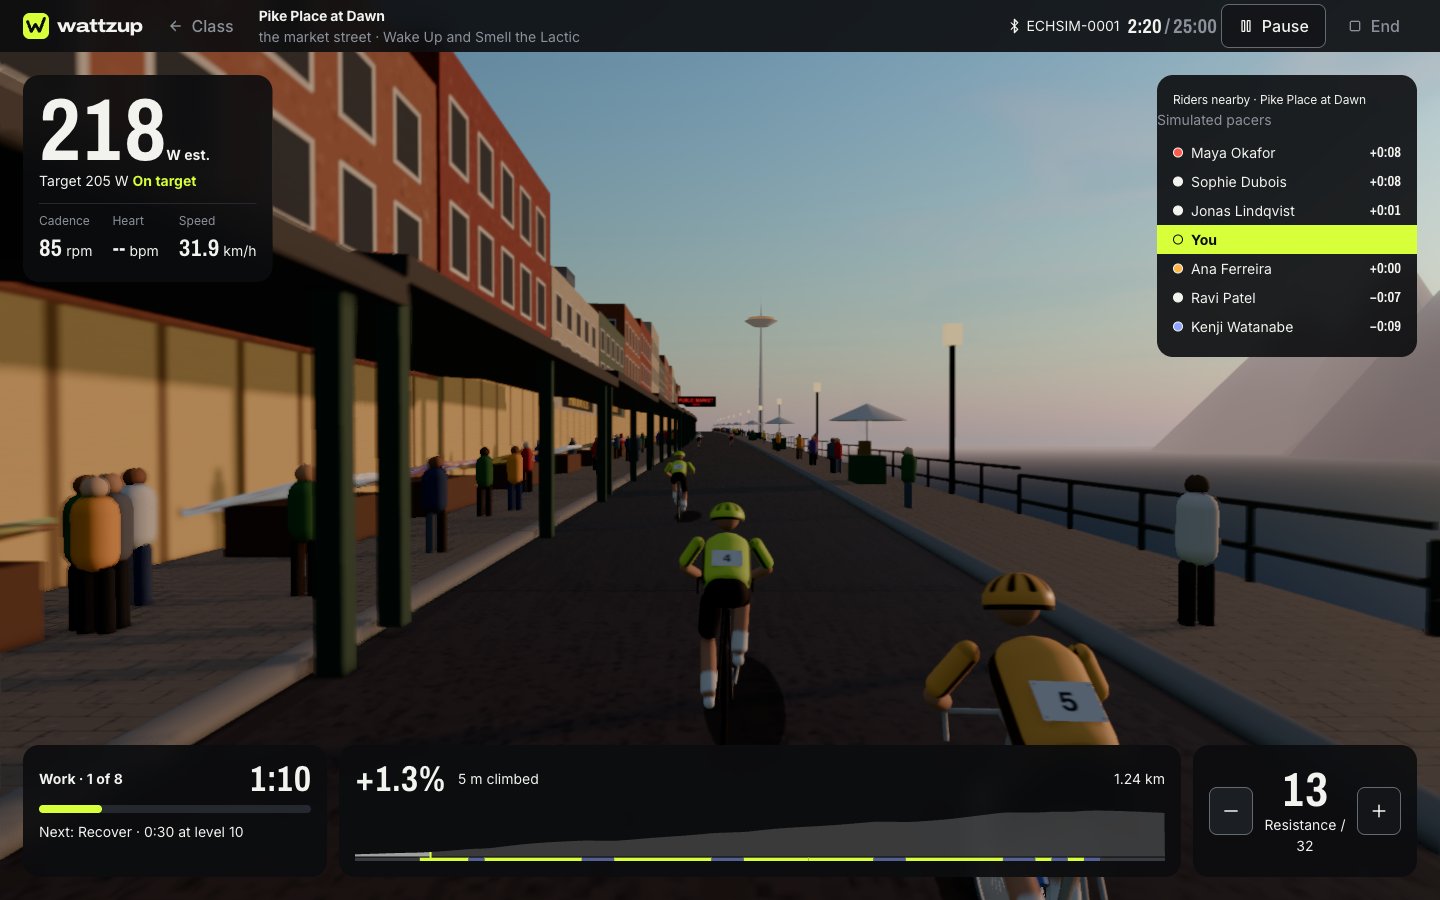 W wattzup
← Class
Pike Place at Dawn
the market street · Wake Up and Smell the Lactic
ECHSIM-0001 2:20 / 25:00
Pause
End
218 W est.
Target 205 W On target
Cadence Heart Speed
85 rpm -- bpm 31.9 km/h
Riders nearby · Pike Place at Dawn
Simulated pacers
Maya Okafor +0:08
Sophie Dubois +0:08
Jonas Lindqvist +0:01
You
Ana Ferreira +0:00
Ravi Patel −0:07
Kenji Watanabe −0:09
PUBLIC MARKET
4
5
Work · 1 of 8 1:10
Next: Recover · 0:30 at level 10
+1.3% 5 m climbed 1.24 km
−
13
+
Resistance /
32